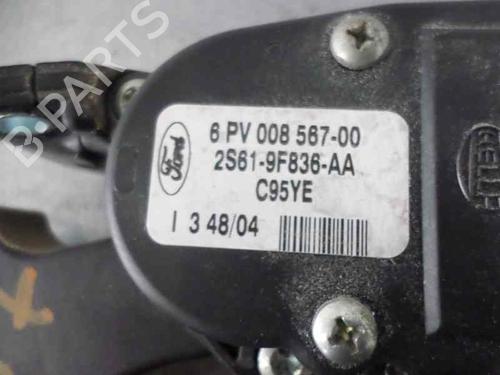 B-PARTS
Ford
6 PV 008 567-00
2S61-9F836-AA
C95YE
I 3 48/04
HELLA